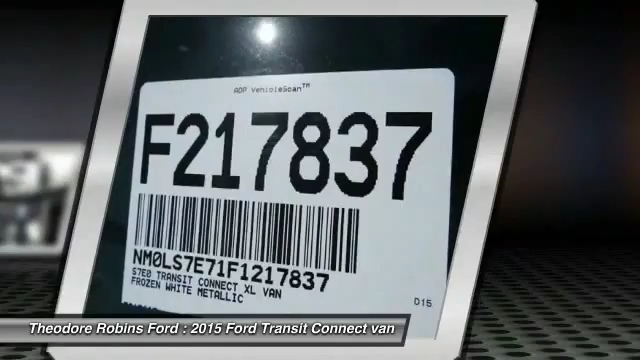 ADP VehicleScan™
F217837
NM0LS7E71F1217837
S7E0 TRANSIT CONNECT XL VAN
FROZEN WHITE METALLIC
D15
Theodore Robins Ford : 2015 Ford Transit Connect van